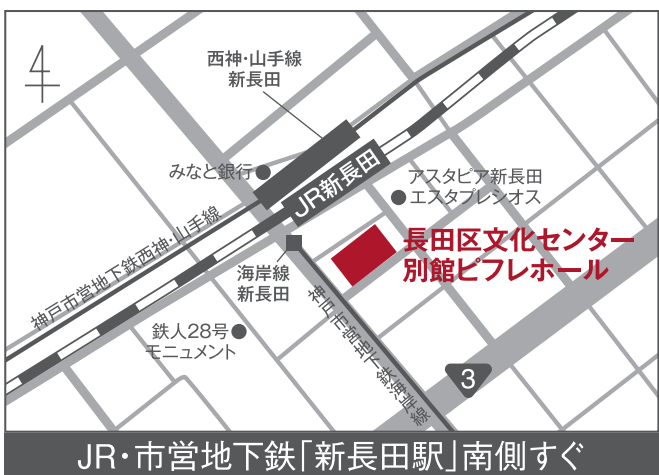 西神・山手線
新長田
みなと銀行
JR新長田
アスタピア新長田
エスタプレシオス
神戸市営地下鉄西神・山手線
長田区文化センター
別館ピフレホール
海岸線
新長田
神戸市営地下鉄海岸線
鉄人28号
モニュメント
3
JR・市営地下鉄「新長田駅」南側すぐ